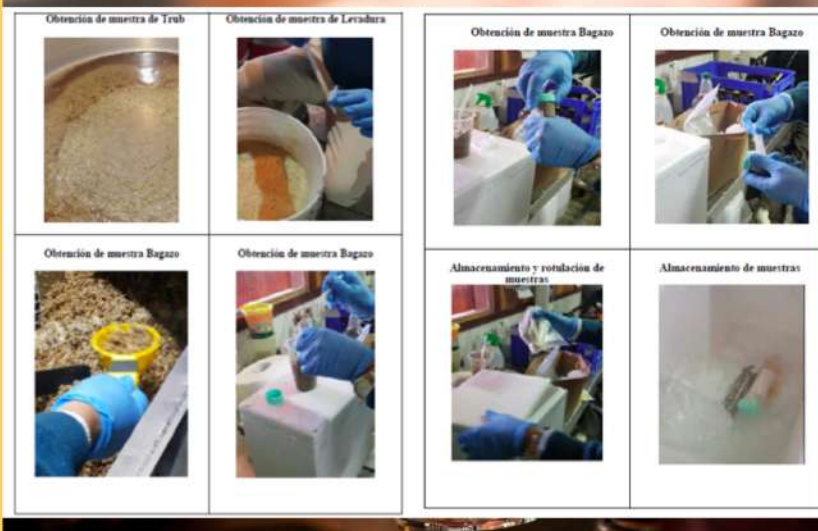 Obtención de muestra de Trub
Obtención de muestra de Levadura
Obtención de muestra Bagazo
Obtención de muestra Bagazo
Obtención de muestra Bagazo
Obtención de muestra Bagazo
Almacenamiento y rotulación de
muestras
Almacenamiento de muestras